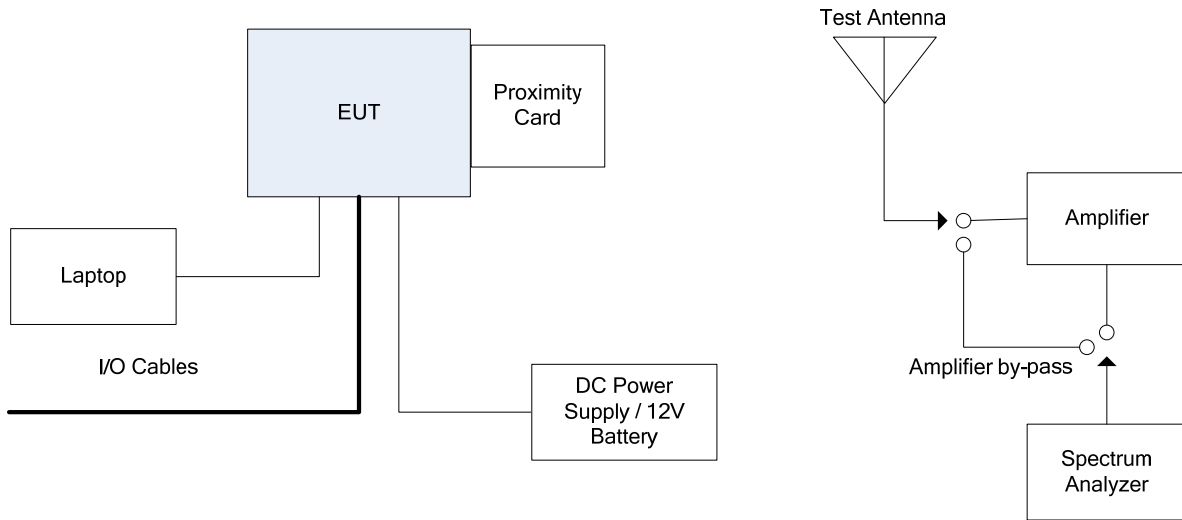 Test Antenna
EUT
Proximity
Card
Amplifier
Laptop
I/O Cables
Amplifier by-pass
DC Power
Supply / 12V
Battery
Spectrum
Analyzer